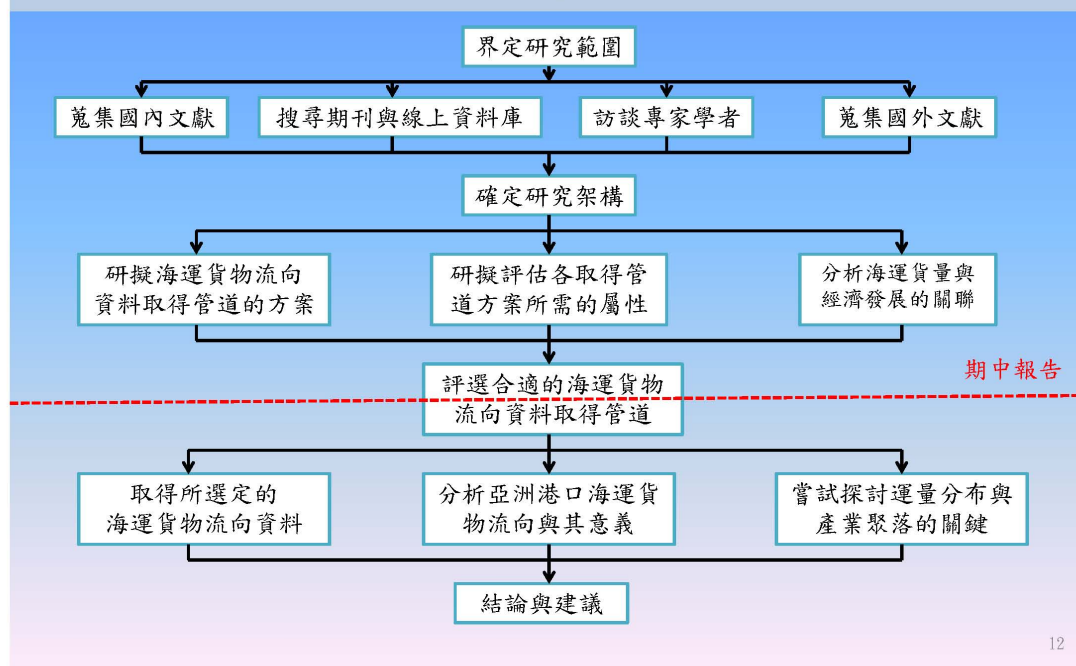 界定研究範圍
蒐集國內文獻
搜尋期刊與線上資料庫
訪談專家學者
蒐集國外文獻
確定研究架構
研擬海運貨物流向
資料取得管道的方案
研擬評估各取得管
道方案所需的屬性
分析海運貨量與
經濟發展的關聯
期中報告
評選合適的海運貨物
流向資料取得管道
取得所選定的
海運貨物流向資料
分析亞洲港口海運貨
物流向與其意義
嘗試探討運量分布與
產業聚落的關鍵
結論與建議
12